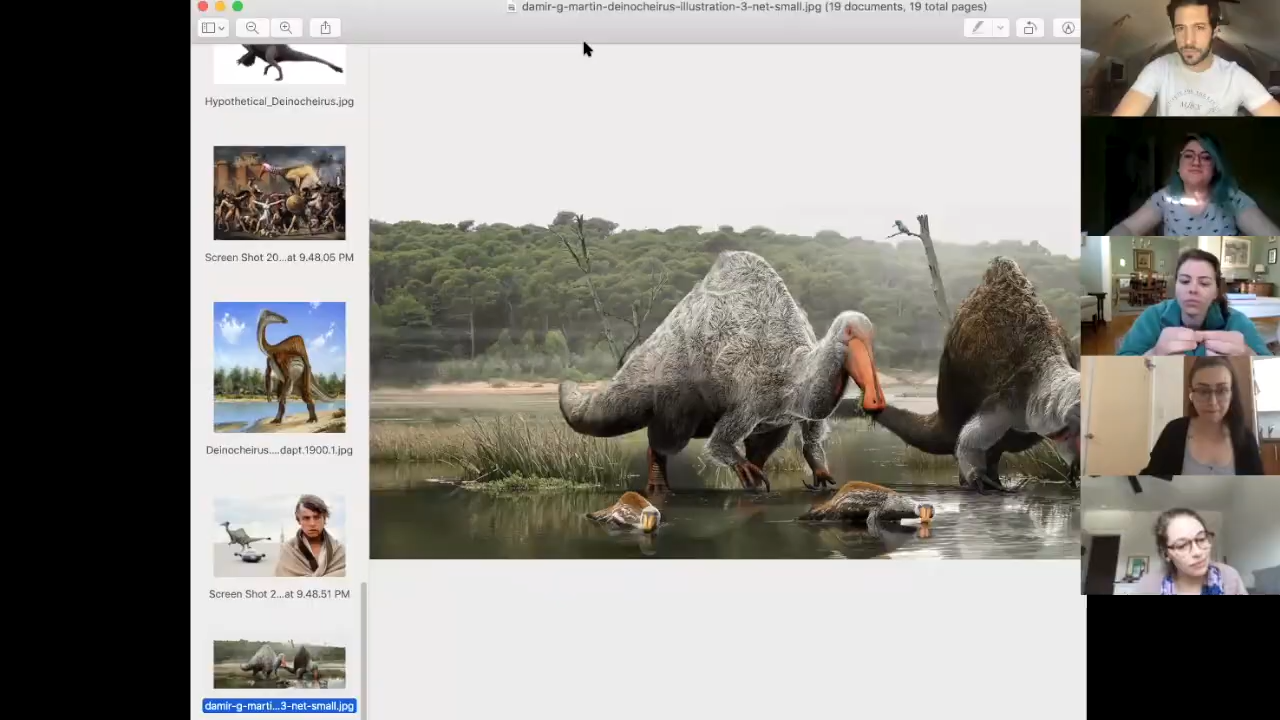 damir-g-martin-deinocheirus-illustration-3-net-small.jpg (19 documents, 19 total pages)
Hypothetical_Deinocheirus.jpg
Screen Shot 20...at 9.48.05 PM
Deinocheirus....dapt.1900.1.jpg
Screen Shot 2...at 9.48.51 PM
damir-g-marti...3-net-small.jpg